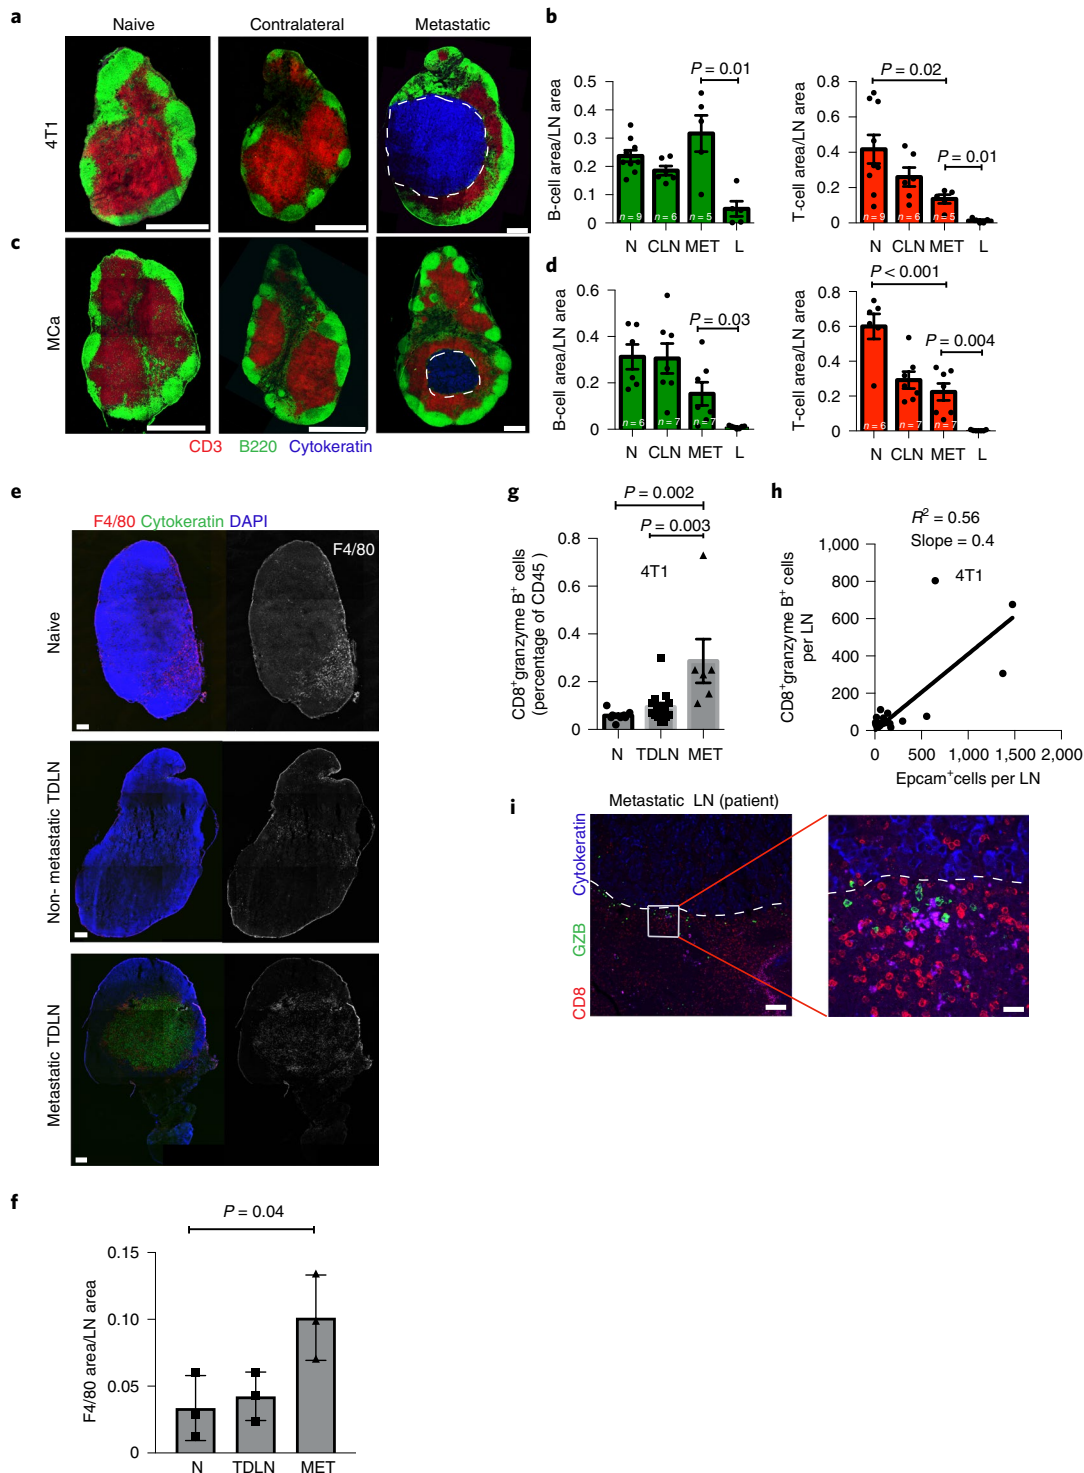 a
Naive
Contralateral
Metastatic
4T1
c
MCa
CD3 B220 Cytokeratin
b
B-cell area/LN area
0.5
0.4
0.3
0.2
0.1
0
P = 0.01
n = 9
n = 6
n = 5
N CLN MET L
T-cell area/LN area
0.8
0.6
0.4
0.2
0
P = 0.02
P = 0.01
n = 9
n = 6
n = 5
N CLN MET L
d
B-cell area/LN area
0.6
0.4
0.2
0
P = 0.03
n = 6
n = 7
n = 7
N CLN MET L
T-cell area/LN area
P < 0.001
0.8
0.6
0.4
0.2
0
P = 0.004
n = 6
n = 7
n = 7
N CLN MET L
e
F4/80 Cytokeratin DAPI
F4/80
Naive
Non- metastatic TDLN
Metastatic TDLN
f
P = 0.04
F4/80 area/LN area
0.15
0.10
0.05
0
N TDLN MET
g
P = 0.002
P = 0.003
4T1
CD8+granzyme B+ cells
(percentage of CD45 )
0.8
0.6
0.4
0.2
0
N TDLN MET
h
R2 = 0.56
Slope = 0.4
4T1
CD8+granzyme B+ cells
per LN
1,000
800
600
400
200
0
0 500 1,000 1,500 2,000
Epcam+cells per LN
i
Metastatic LN (patient)
Cytokeratin
GZB
CD8